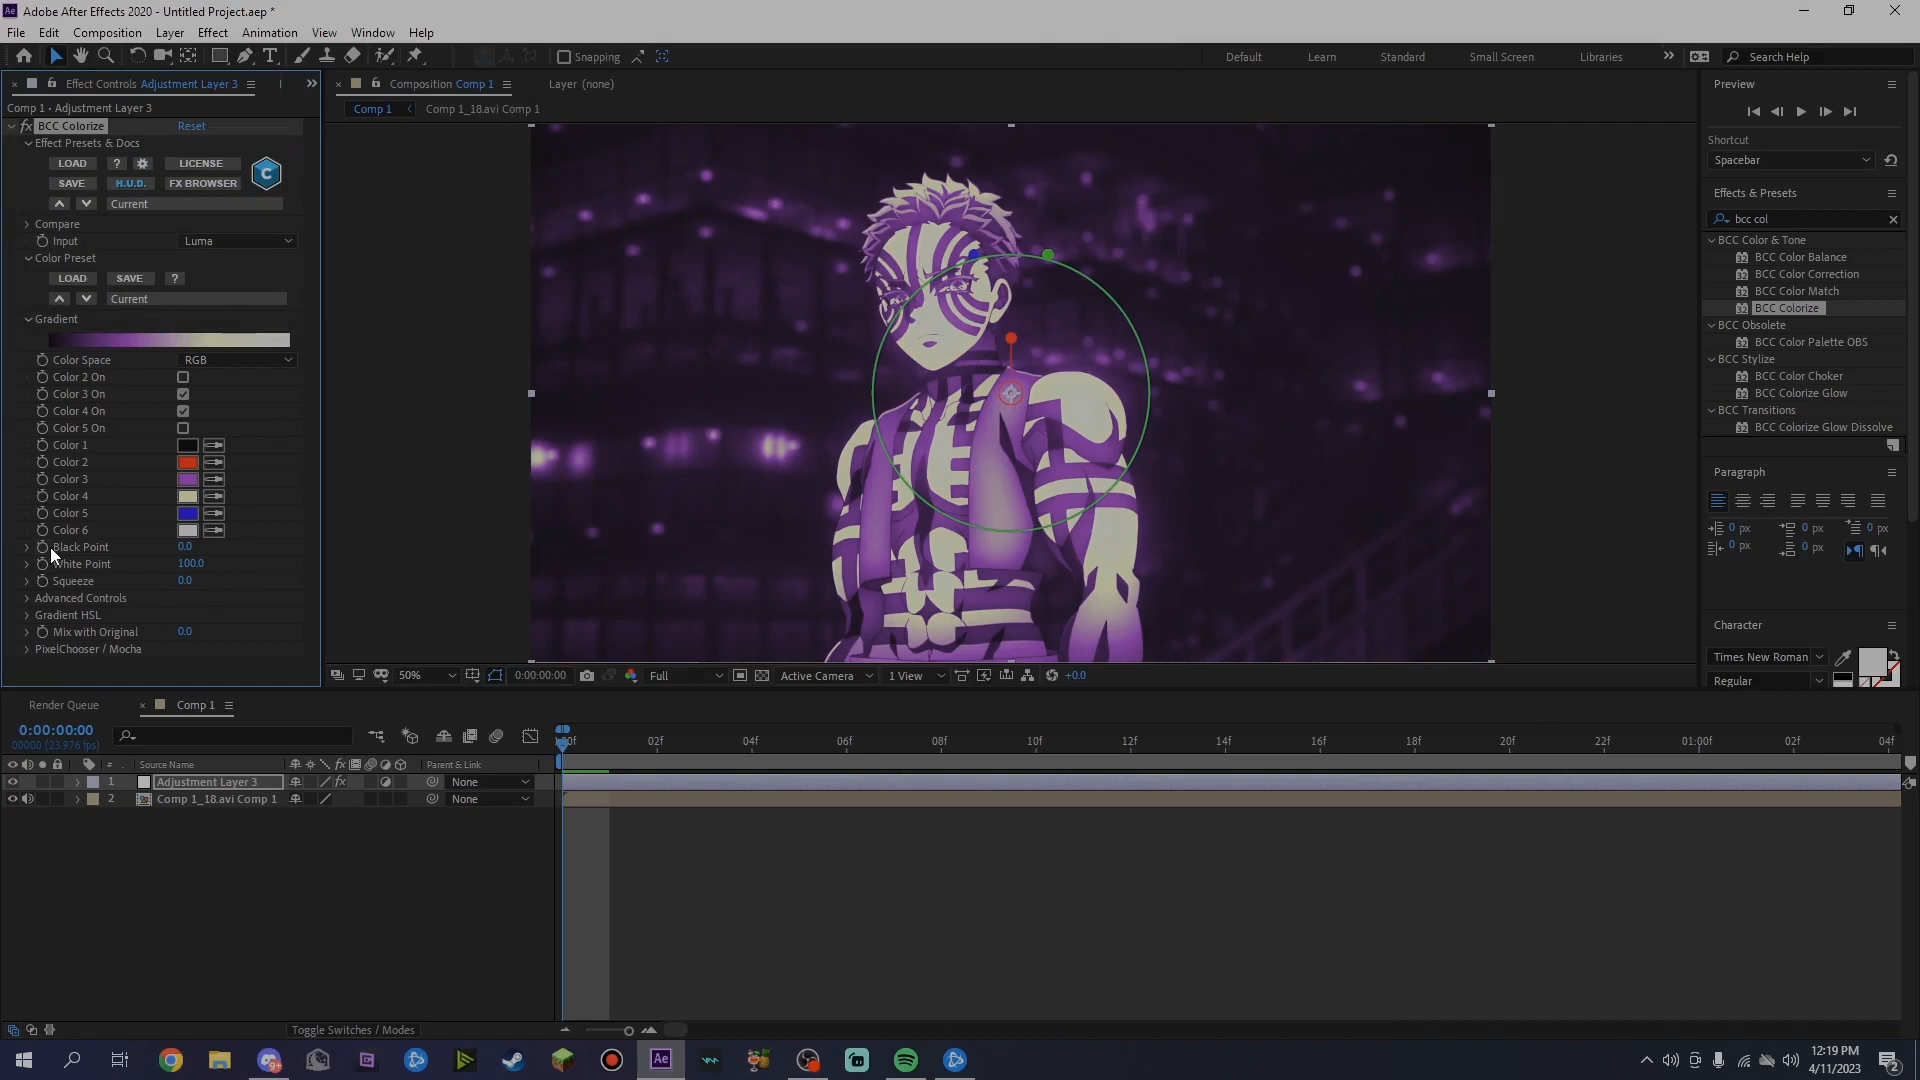 Adobe After Effects 2020 - Untitled Project.aep *
File Edit Composition Layer Effect Animation View Window Help
Snapping
Default Learn Standard Small Screen Libraries Search Help
Effect Controls Adjustment Layer 3
Comp 1 • Adjustment Layer 3
fx BCC Colorize Reset
Effect Presets & Docs
LOAD ? LICENSE
SAVE H.U.D. FX BROWSER
Current
Compare
Input Luma
Color Preset
LOAD SAVE ?
Current
Gradient
Color Space RGB
Color 2 On
Color 3 On
Color 4 On
Color 5 On
Color 1
Color 2
Color 3
Color 4
Color 5
Color 6
Black Point 0.0
White Point 100.0
Squeeze 0.0
Advanced Controls
Gradient HSL
Mix with Original 0.0
PixelChooser / Mocha
Composition Comp 1 Layer (none)
Comp 1 Comp 1_18.avi Comp 1
50% 0:00:00:00 Full Active Camera 1 View +0.0
Preview
Shortcut
Spacebar
Effects & Presets
bcc col
BCC Color & Tone
BCC Color Balance
BCC Color Correction
BCC Color Match
BCC Colorize
BCC Obsolete
BCC Color Palette OBS
BCC Stylize
BCC Color Choker
BCC Colorize Glow
BCC Transitions
BCC Colorize Glow Dissolve
Paragraph
0 px 0 px 0 px
0 px 0 px
Character
Times New Roman
Regular
Render Queue Comp 1
0:00:00:00
00000 (23.976 fps)
:00f 02f 04f 06f 08f 10f 12f 14f 16f 18f 20f 22f 01:00f 02f 04f
# Source Name fx Parent & Link
1 Adjustment Layer 3 fx None
2 Comp 1_18.avi Comp 1 None
Toggle Switches / Modes
12:19 PM
4/11/2023